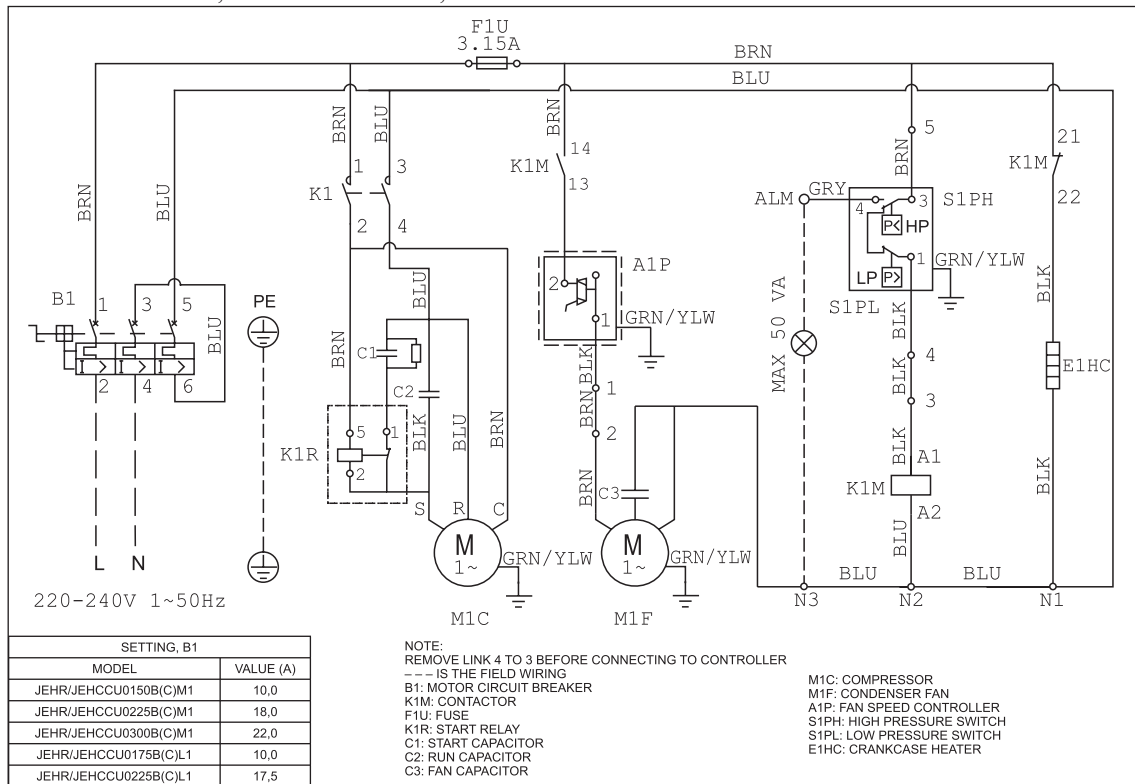 F1U
3.15A
BRN
BLU
BRN
BLU
BRN
BLU
BRN
1
3
K1
2
4
14
K1M
13
5
BRN
21
K1M
22
ALM
GRY
4
3
S1PH
P<
HP
1
GRN/YLW
LP
P>
S1PL
B1
1
3
5
BLU
2
4
6
PE
A1P
2
1
GRN/YLW
MAX 50 VA
BLK
BLK
4
3
BLK
BLK
E1HC
BLK
BLU
BRN
C1
C2
BLK
BLU
BRN
K1R
5
1
2
S
R
C
M
1~
GRN/YLW
M1C
BLK
1
BRN
2
BRN
C3
M
1~
GRN/YLW
M1F
A1
K1M
A2
BLU
BLU
BLU
N3
N2
N1
L
N
220-240V 1~50Hz
SETTING, B1
MODEL VALUE (A)
JEHR/JEHCCU0150B(C)M1 10,0
JEHR/JEHCCU0225B(C)M1 18,0
JEHR/JEHCCU0300B(C)M1 22,0
JEHR/JEHCCU0175B(C)L1 10,0
JEHR/JEHCCU0225B(C)L1 17,5
NOTE:
REMOVE LINK 4 TO 3 BEFORE CONNECTING TO CONTROLLER
--- IS THE FIELD WIRING
B1: MOTOR CIRCUIT BREAKER
K1M: CONTACTOR
F1U: FUSE
K1R: START RELAY
C1: START CAPACITOR
C2: RUN CAPACITOR
C3: FAN CAPACITOR
M1C: COMPRESSOR
M1F: CONDENSER FAN
A1P: FAN SPEED CONTROLLER
S1PH: HIGH PRESSURE SWITCH
S1PL: LOW PRESSURE SWITCH
E1HC: CRANKCASE HEATER